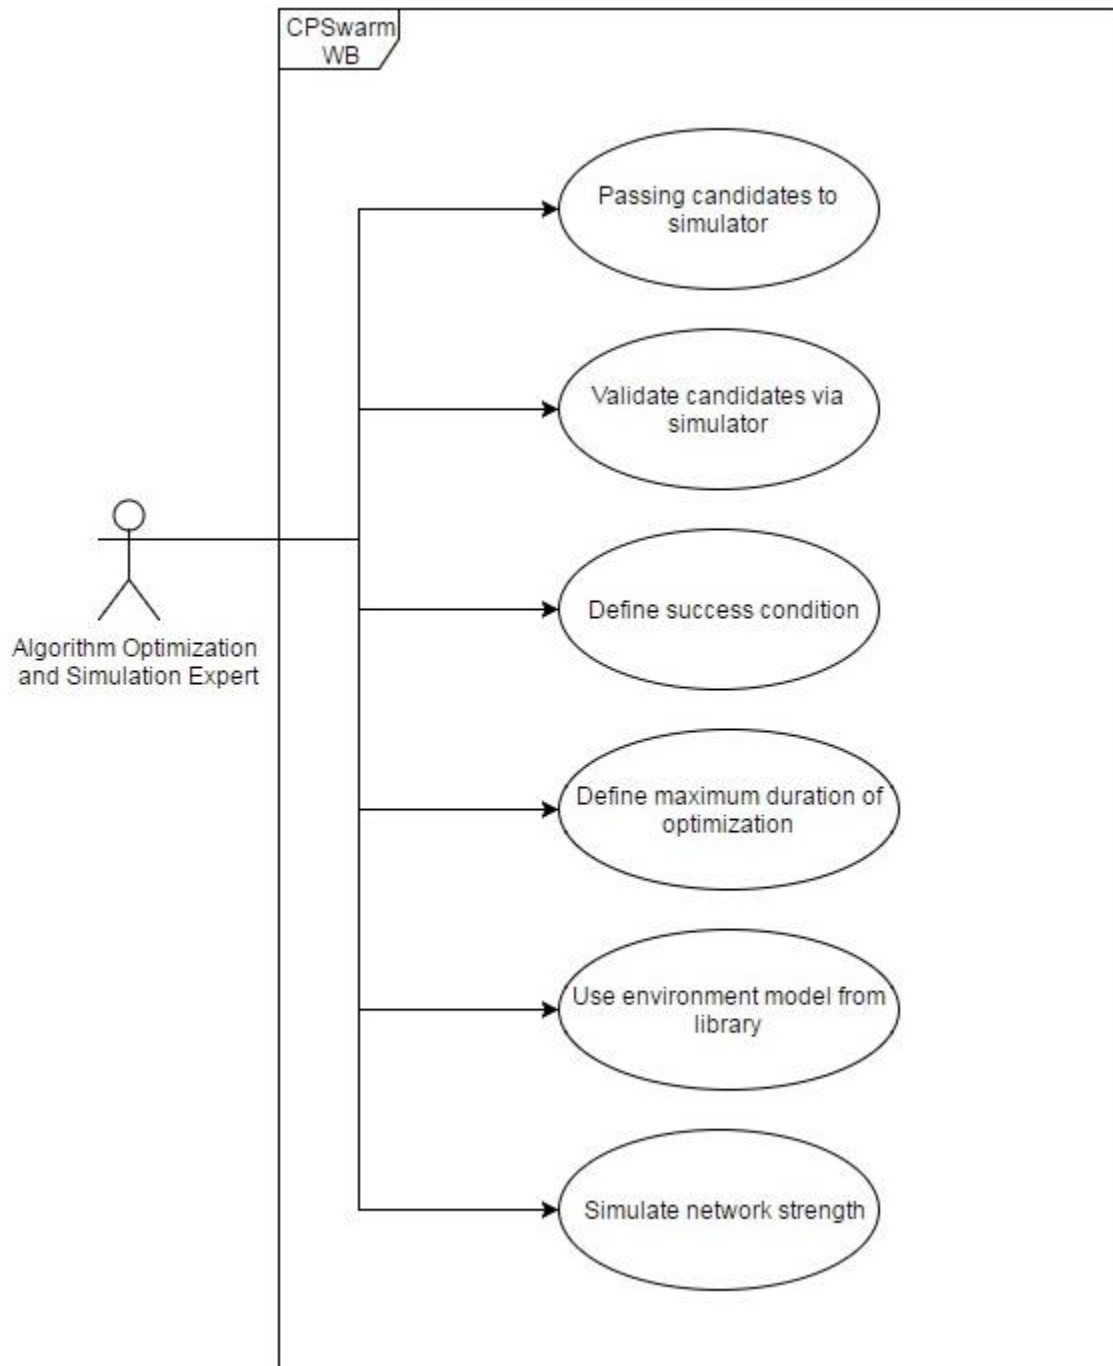 CPSwarm
WB
Passing candidates to
simulator
Validate candidates via
simulator
Define success condition
Algorithm Optimization
and Simulation Expert
Define maximum duration of
optimization
Use environment model from
library
Simulate network strength